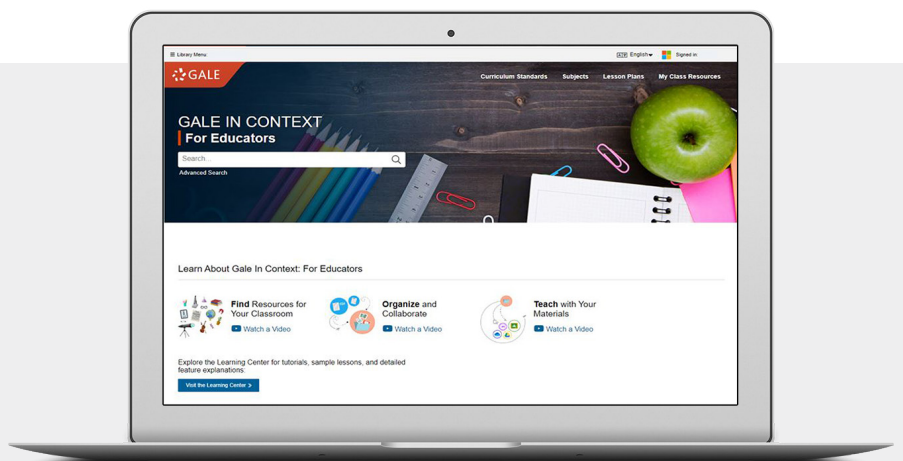 Library Menu
English
Signed in
GALE
Curriculum Standards
Subjects
Lesson Plans
My Class Resources
GALE IN CONTEXT
For Educators
Search...
Advanced Search
Learn About Gale In Context: For Educators
Find Resources for
Your Classroom
Watch a Video
Organize and
Collaborate
Watch a Video
Teach with Your
Materials
Watch a Video
Explore the Learning Center for tutorials, sample lessons, and detailed
feature explanations:
Visit the Learning Center >